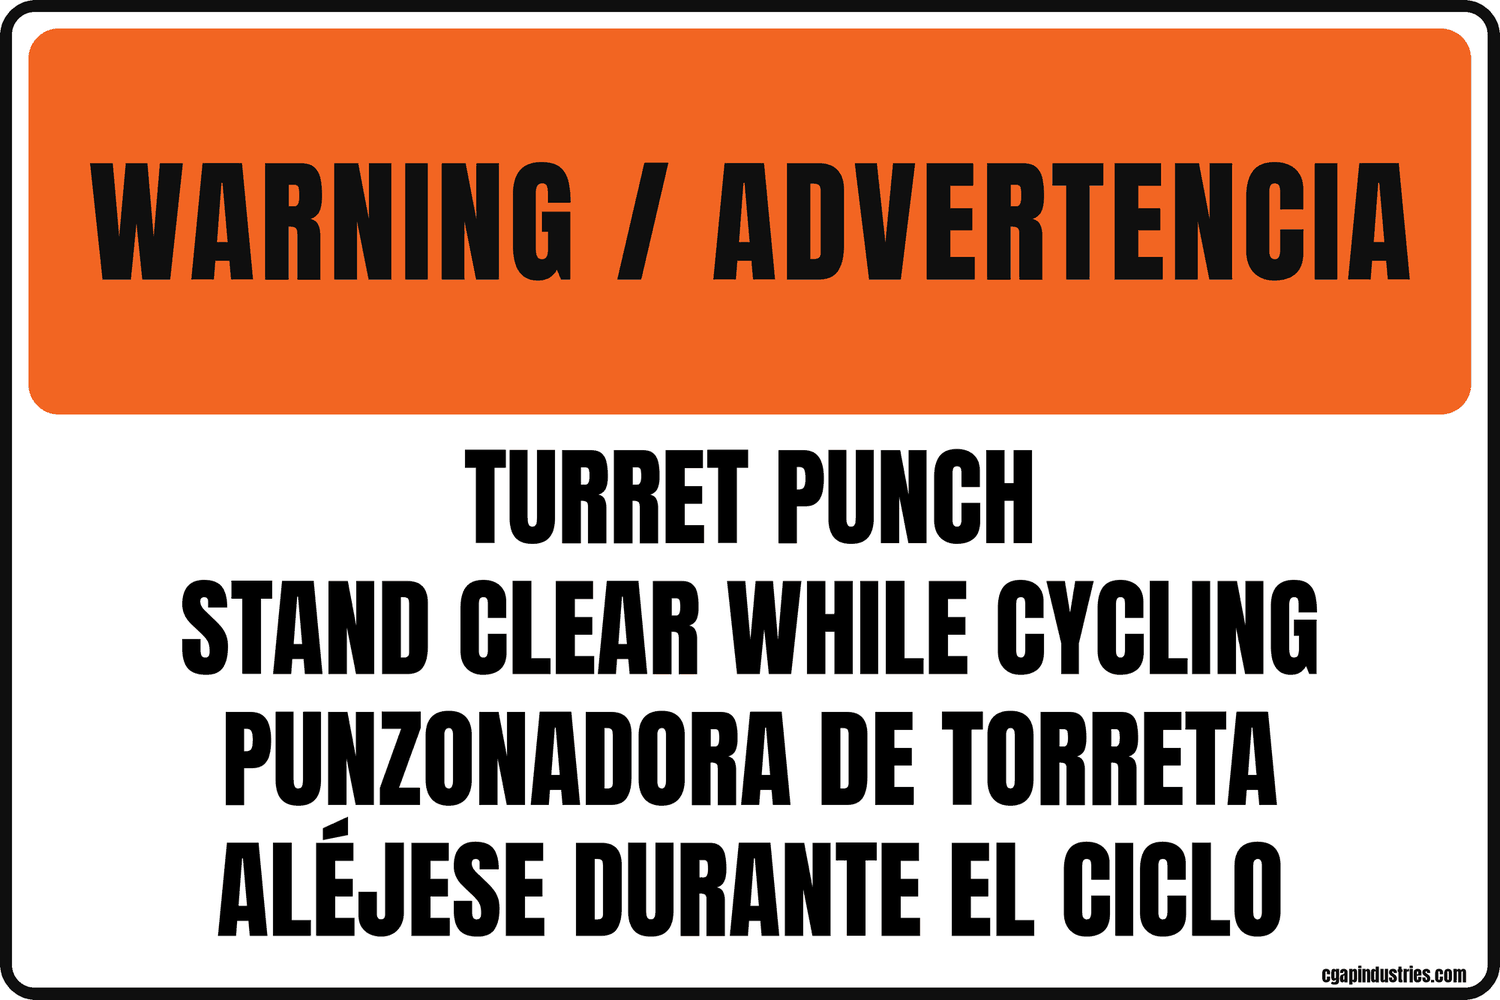 WARNING / ADVERTENCIA
TURRET PUNCH
STAND CLEAR WHILE CYCLING
PUNZONADORA DE TORRETA
ALÉJESE DURANTE EL CICLO
cgapindustries.com